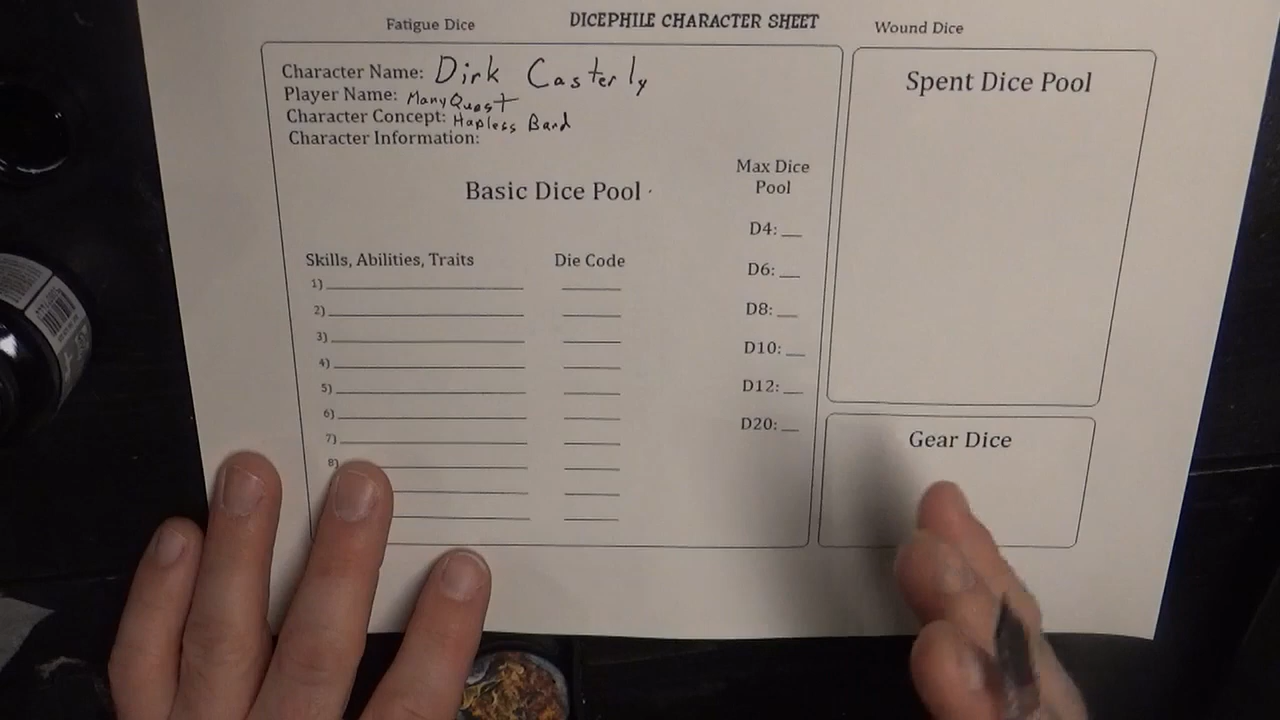 Fatigue Dice
DICEPHILE CHARACTER SHEET
Wound Dice
Character Name: Dirk Casterly
Player Name: ManyQuest
Character Concept: Hapless Bard
Character Information:
Basic Dice Pool
Skills, Abilities, Traits
Die Code
1)
2)
3)
4)
5)
6)
7)
8)
Max Dice
Pool
D4: __
D6: __
D8: __
D10: __
D12: __
D20: __
Spent Dice Pool
Gear Dice